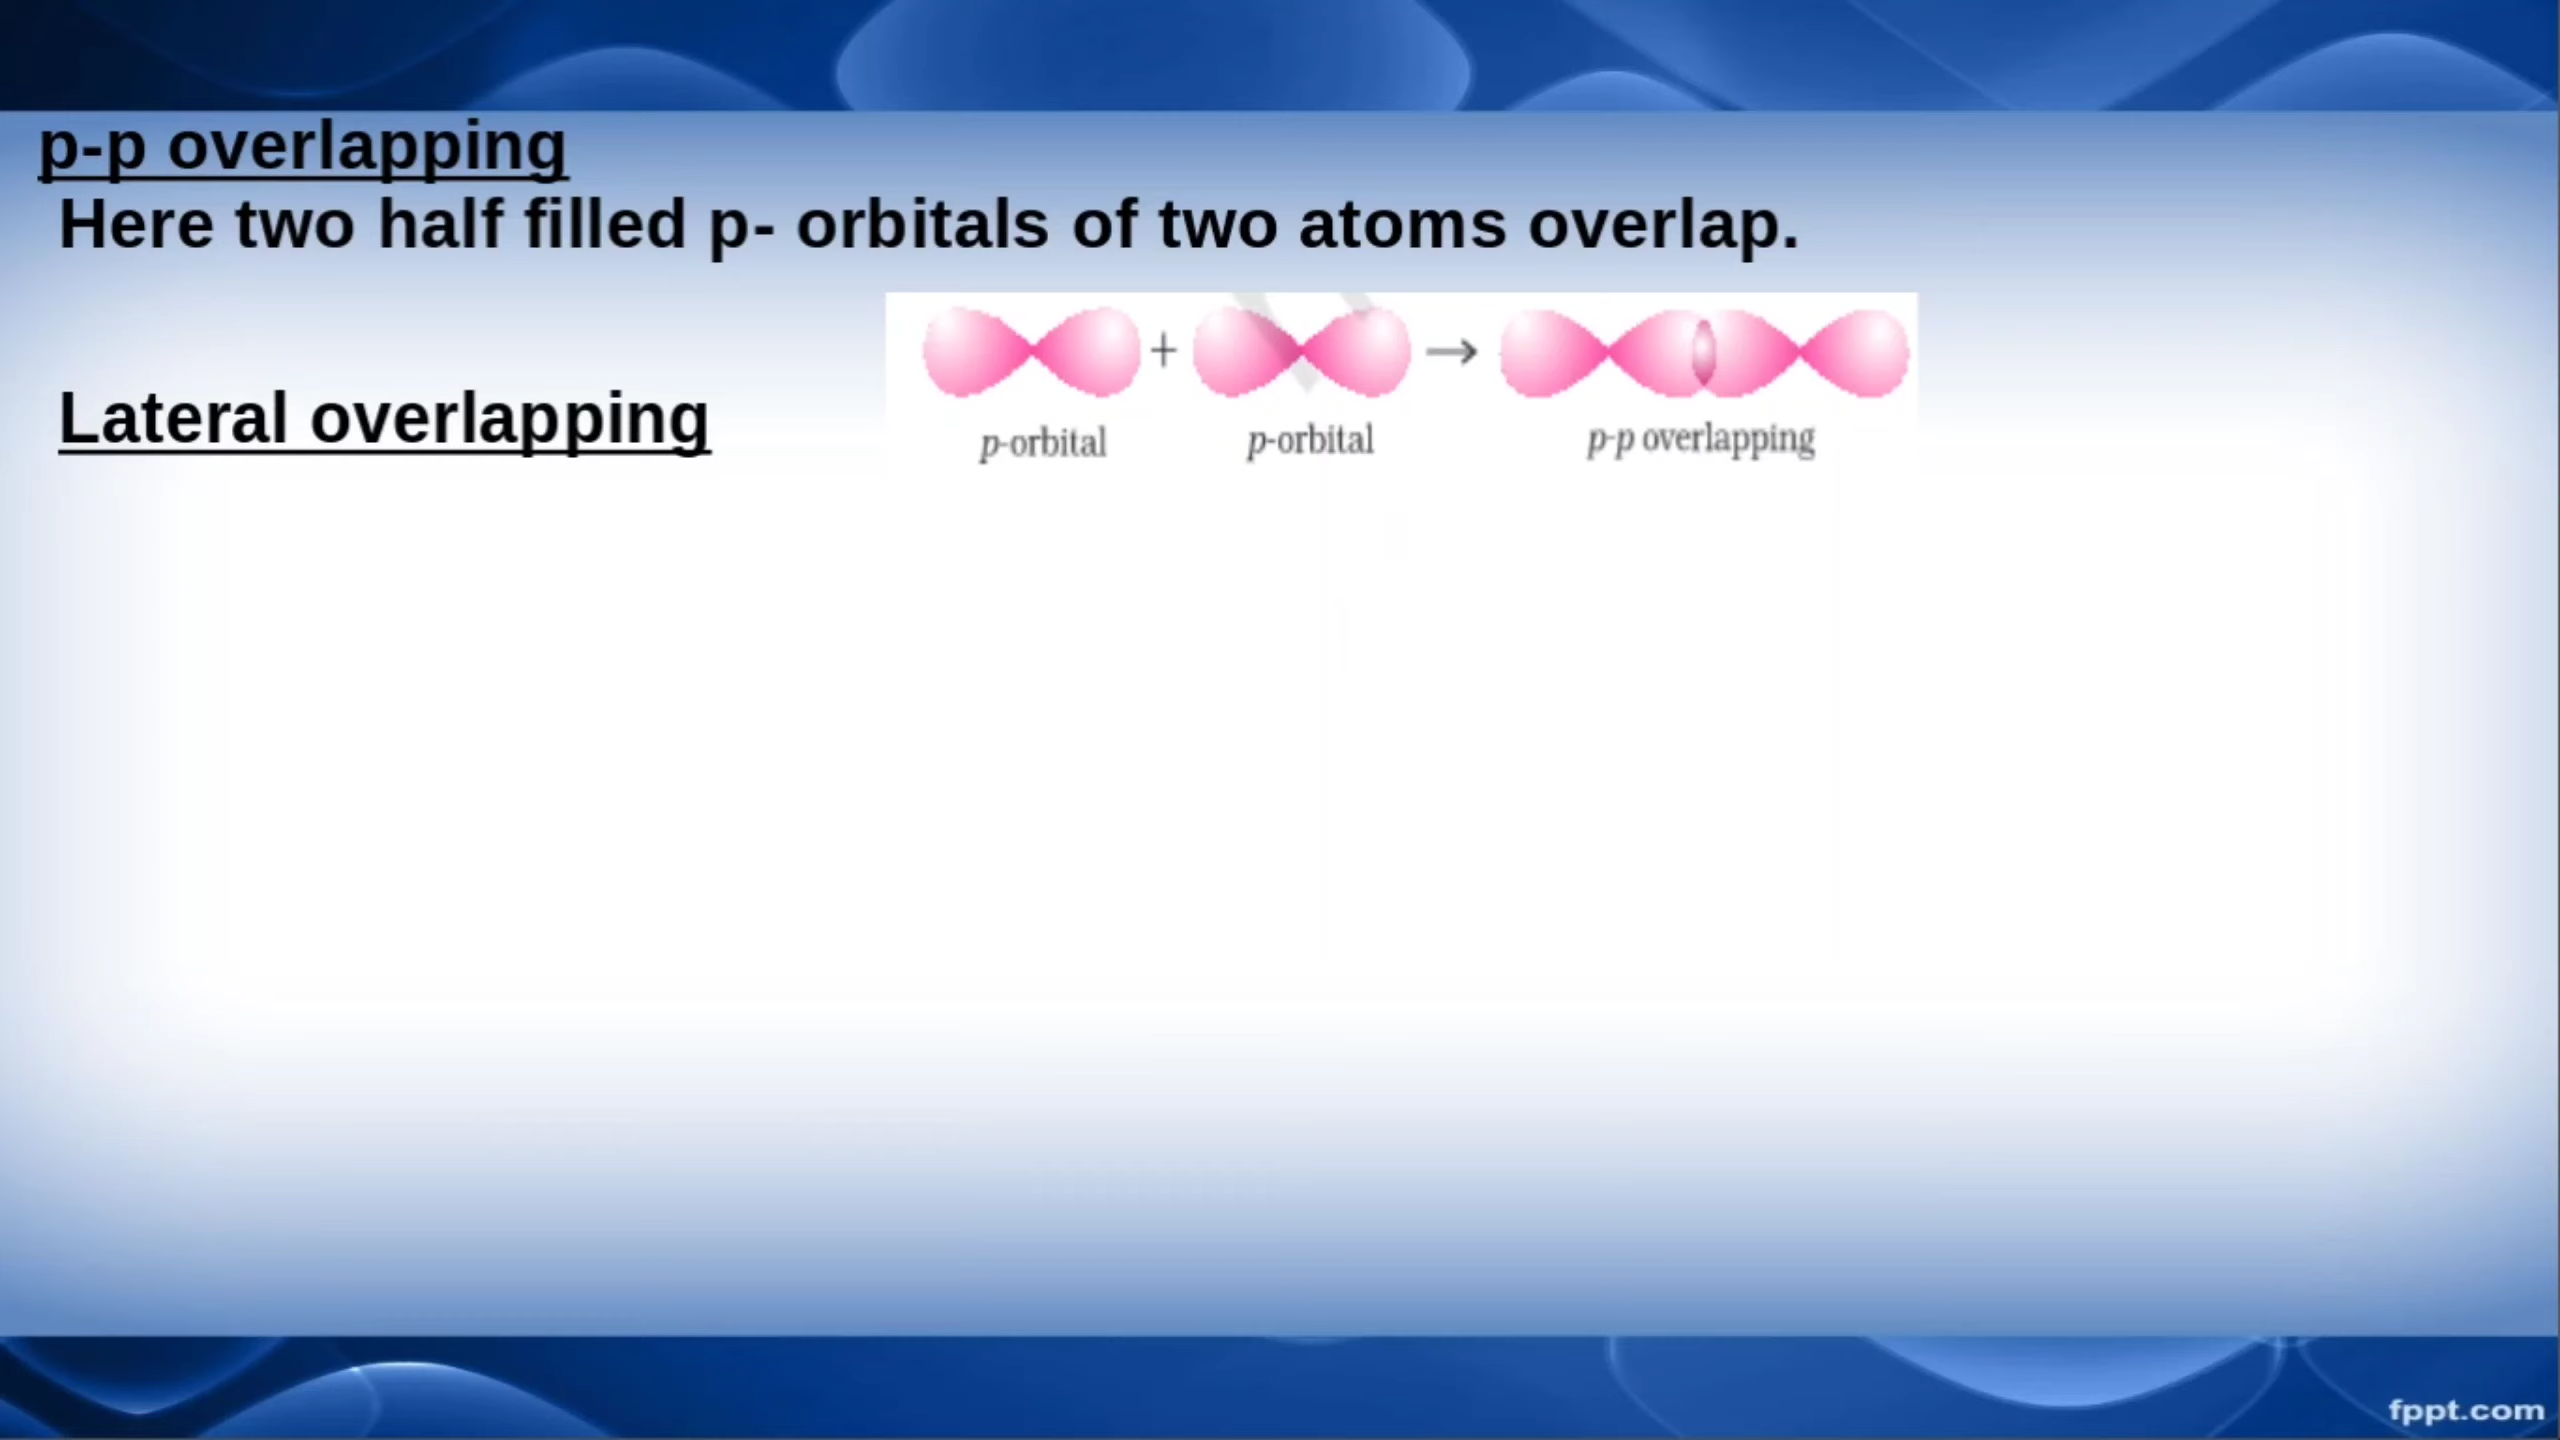 p-p overlapping
Here two half filled p- orbitals of two atoms overlap.
+ →
p-orbital p-orbital p-p overlapping
Lateral overlapping
fppt.com